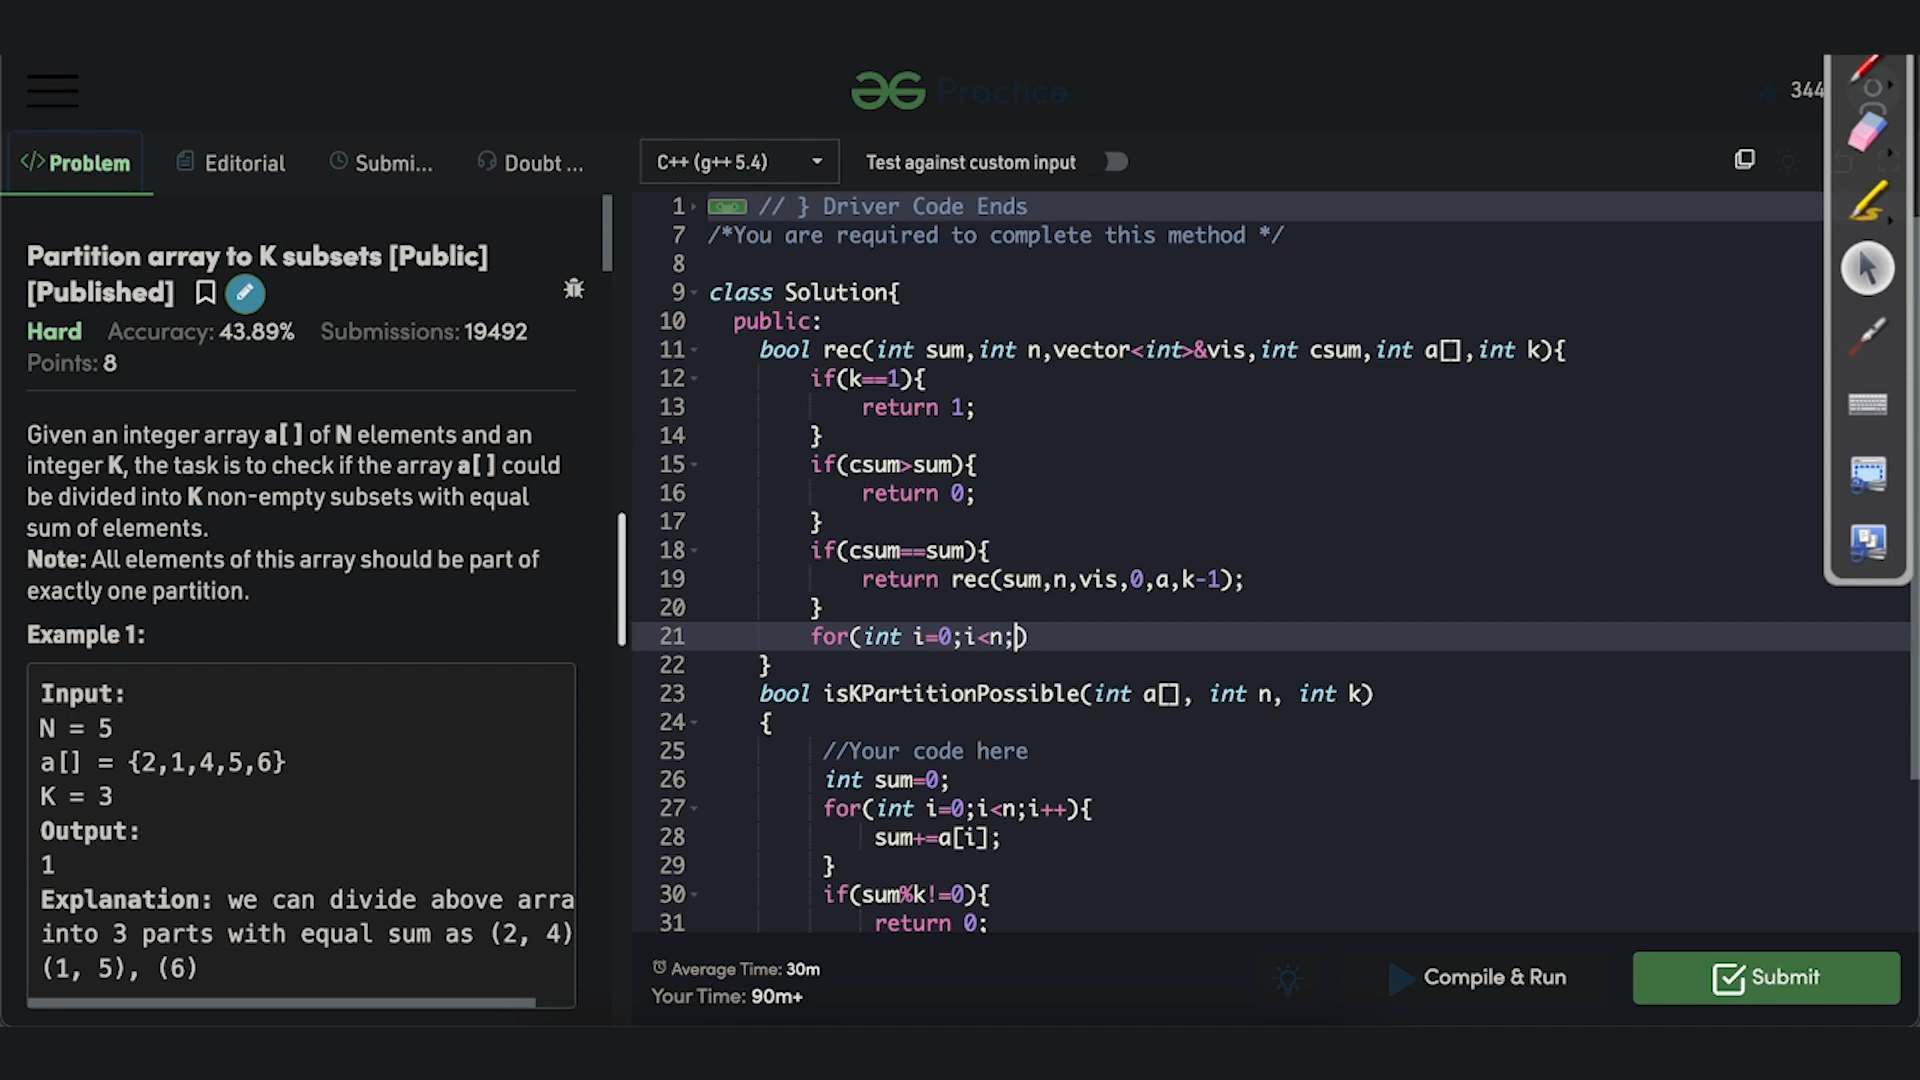 Practice
344
Problem
Editorial
Submi...
Doubt ...
C++ (g++ 5.4)
Test against custom input
Partition array to K subsets [Public]
[Published]
Hard Accuracy: 43.89% Submissions: 19492
Points: 8
Given an integer array a[ ] of N elements and an
integer K, the task is to check if the array a[ ] could
be divided into K non-empty subsets with equal
sum of elements.
Note: All elements of this array should be part of
exactly one partition.
Example 1:
Input:
N = 5
a[] = {2,1,4,5,6}
K = 3
Output:
1
Explanation: we can divide above arra
into 3 parts with equal sum as (2, 4)
(1, 5), (6)
1 // } Driver Code Ends
7 /*You are required to complete this method */
8
9 class Solution{
10 public:
11 bool rec(int sum,int n,vector<int>&vis,int csum,int a[],int k){
12 if(k==1){
13 return 1;
14 }
15 if(csum>sum){
16 return 0;
17 }
18 if(csum==sum){
19 return rec(sum,n,vis,0,a,k-1);
20 }
21 for(int i=0;i<n;)
22 }
23 bool isKPartitionPossible(int a[], int n, int k)
24 {
25 //Your code here
26 int sum=0;
27 for(int i=0;i<n;i++){
28 sum+=a[i];
29 }
30 if(sum%k!=0){
31 return 0;
Average Time: 30m
Your Time: 90m+
Compile & Run
Submit